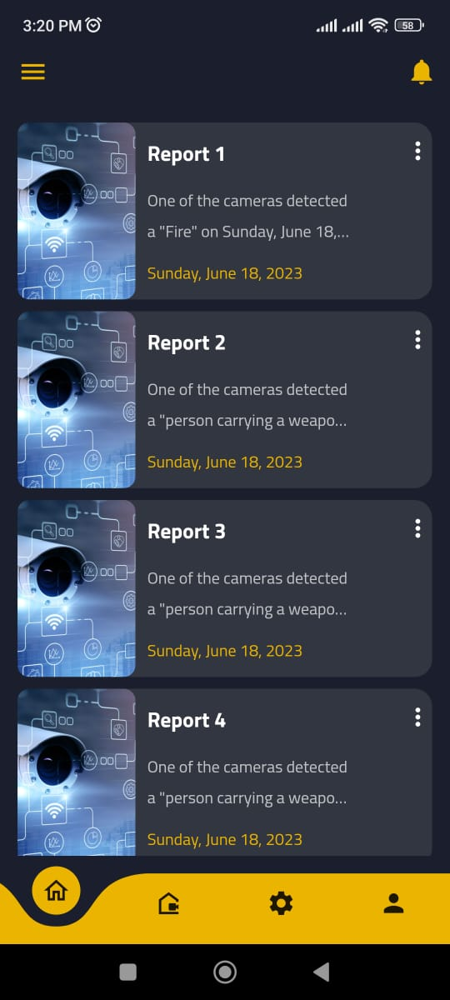 3:20 PM
58
Report 1
One of the cameras detected
a "Fire" on Sunday, June 18,...
Sunday, June 18, 2023
Report 2
One of the cameras detected
a "person carrying a weapo...
Sunday, June 18, 2023
Report 3
One of the cameras detected
a "person carrying a weapo...
Sunday, June 18, 2023
Report 4
One of the cameras detected
a "person carrying a weapo...
Sunday, June 18, 2023